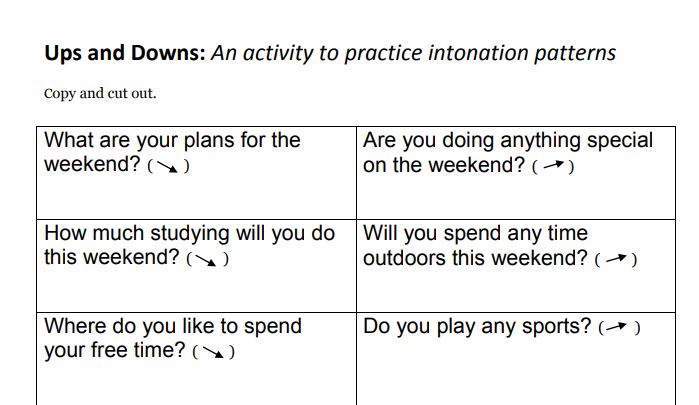 Ups and Downs: An activity to practice intonation patterns
Copy and cut out.
What are your plans for the
weekend? (↘)
Are you doing anything special
on the weekend? (↗)
How much studying will you do
this weekend? (↘)
Will you spend any time
outdoors this weekend? (↗)
Where do you like to spend
your free time? (↘)
Do you play any sports? (↗)